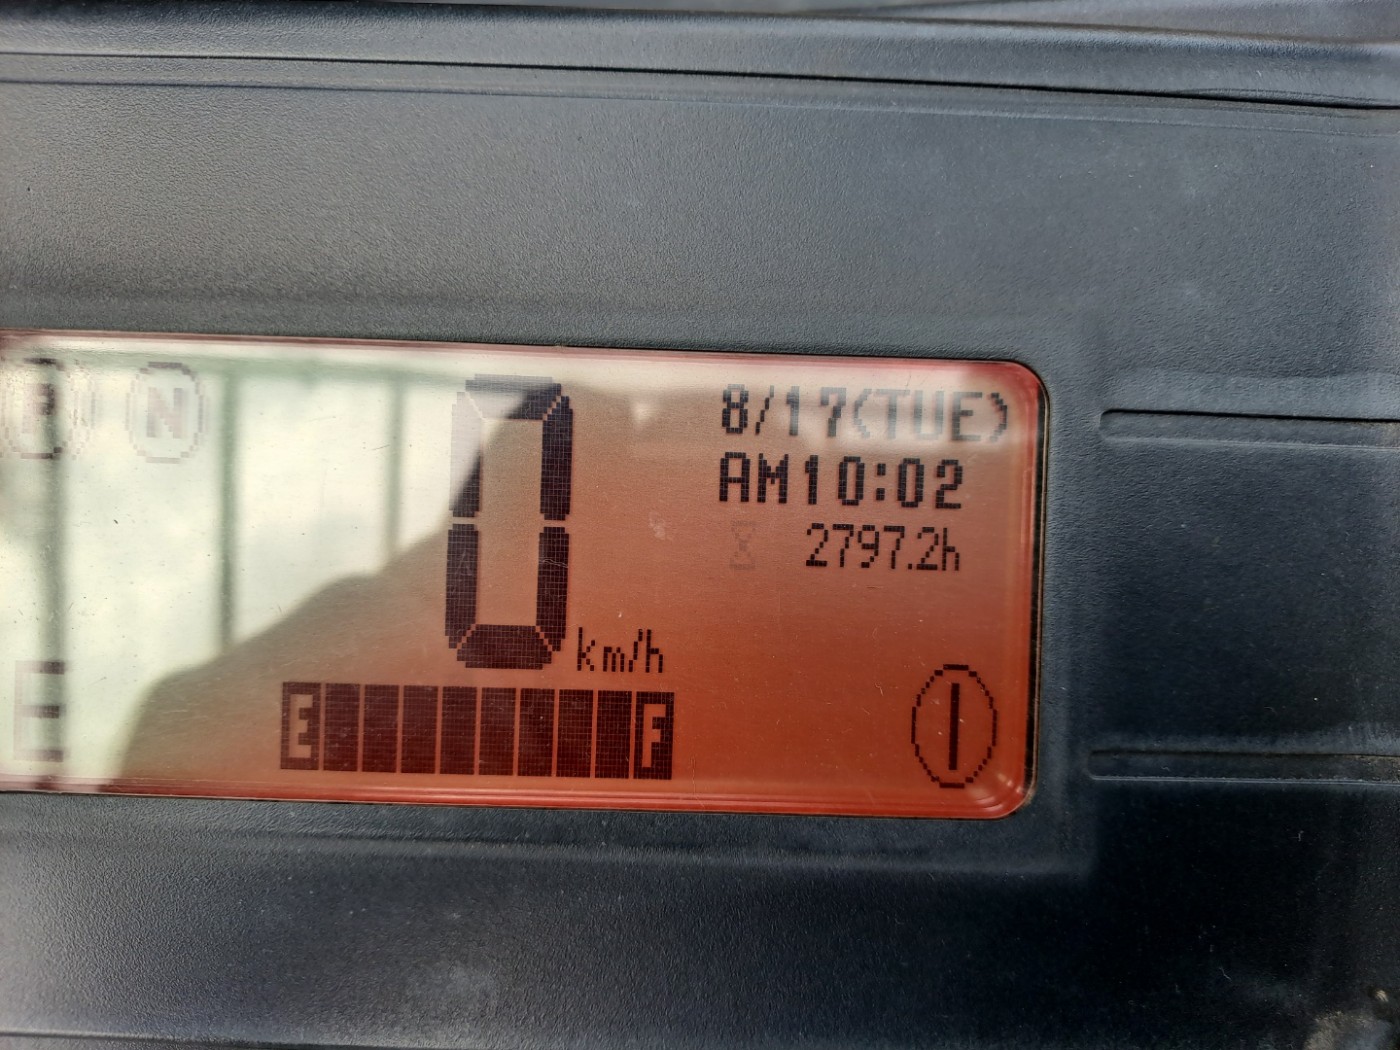 P N
8/17(TUE)
AM10:02
2797.2h
0 km/h
E
E F